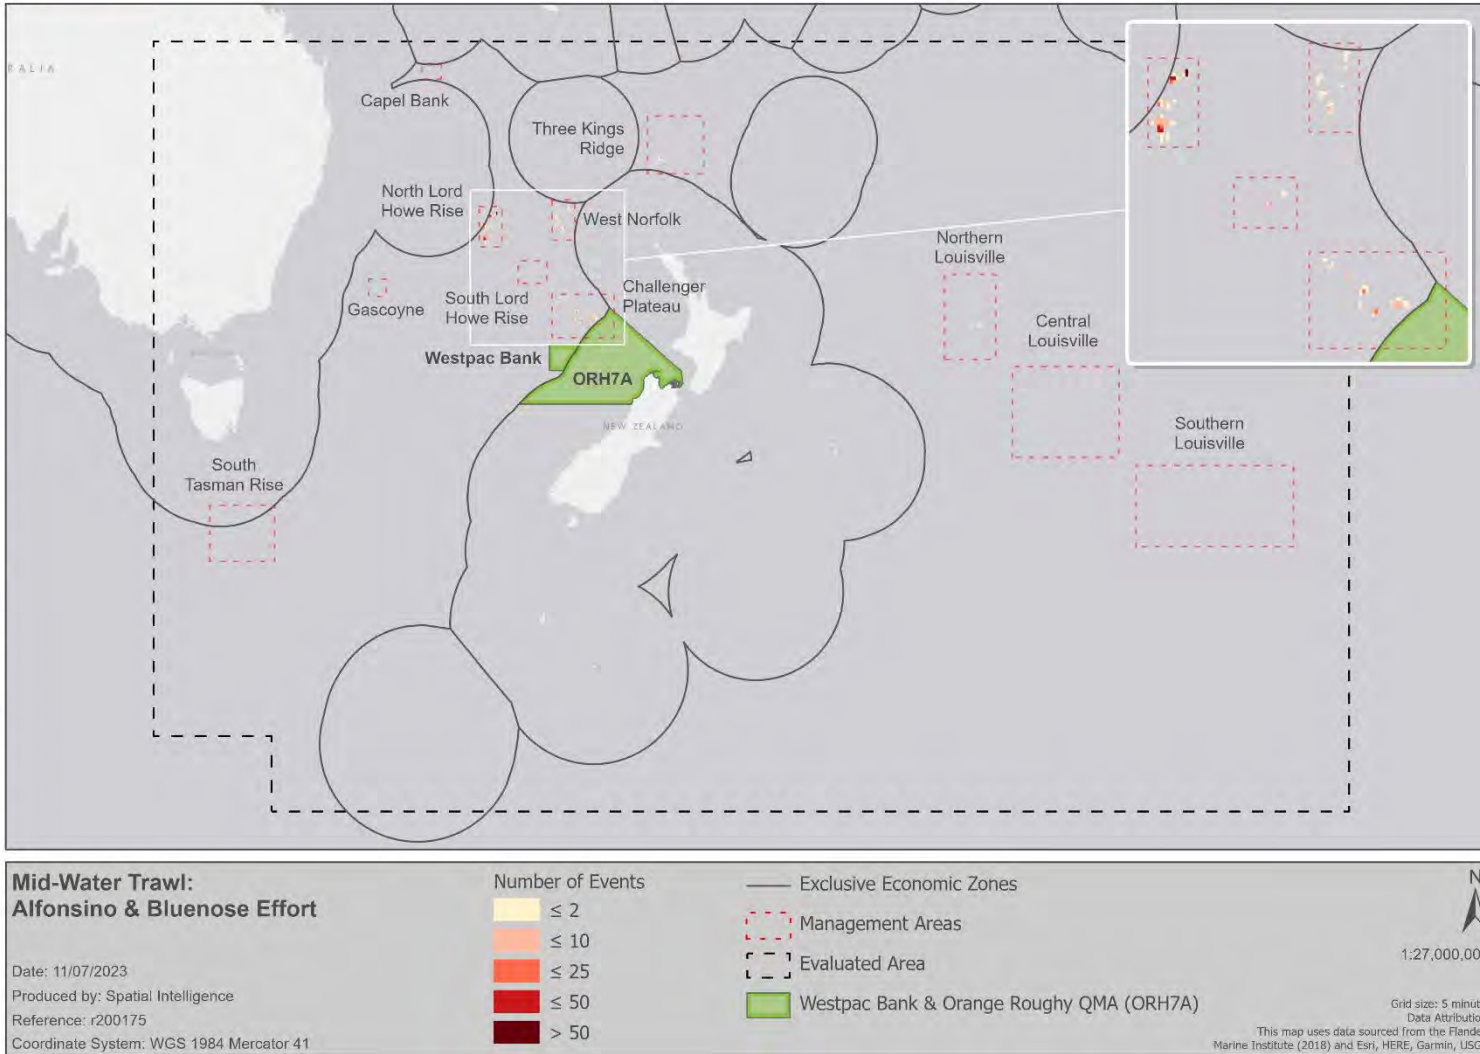 RALIA
Capel Bank
Three Kings
Ridge
North Lord
Howe Rise
West Norfolk
Northern
Louisville
Gascoyne
South Lord
Howe Rise
Challenger
Plateau
Central
Louisville
Westpac Bank
ORH7A
NEW ZEALAND
Southern
Louisville
South
Tasman Rise
Mid-Water Trawl:
Alfonsino & Bluenose Effort
Date: 11/07/2023
Produced by: Spatial Intelligence
Reference: r200175
Coordinate System: WGS 1984 Mercator 41
Number of Events
≤ 2
≤ 10
≤ 25
≤ 50
> 50
Exclusive Economic Zones
Management Areas
Evaluated Area
Westpac Bank & Orange Roughy QMA (ORH7A)
N
1:27,000,00
Grid size: 5 minut
Data Attributio
This map uses data sourced from the Flande
Marine Institute (2018) and Esri, HERE, Garmin, USG